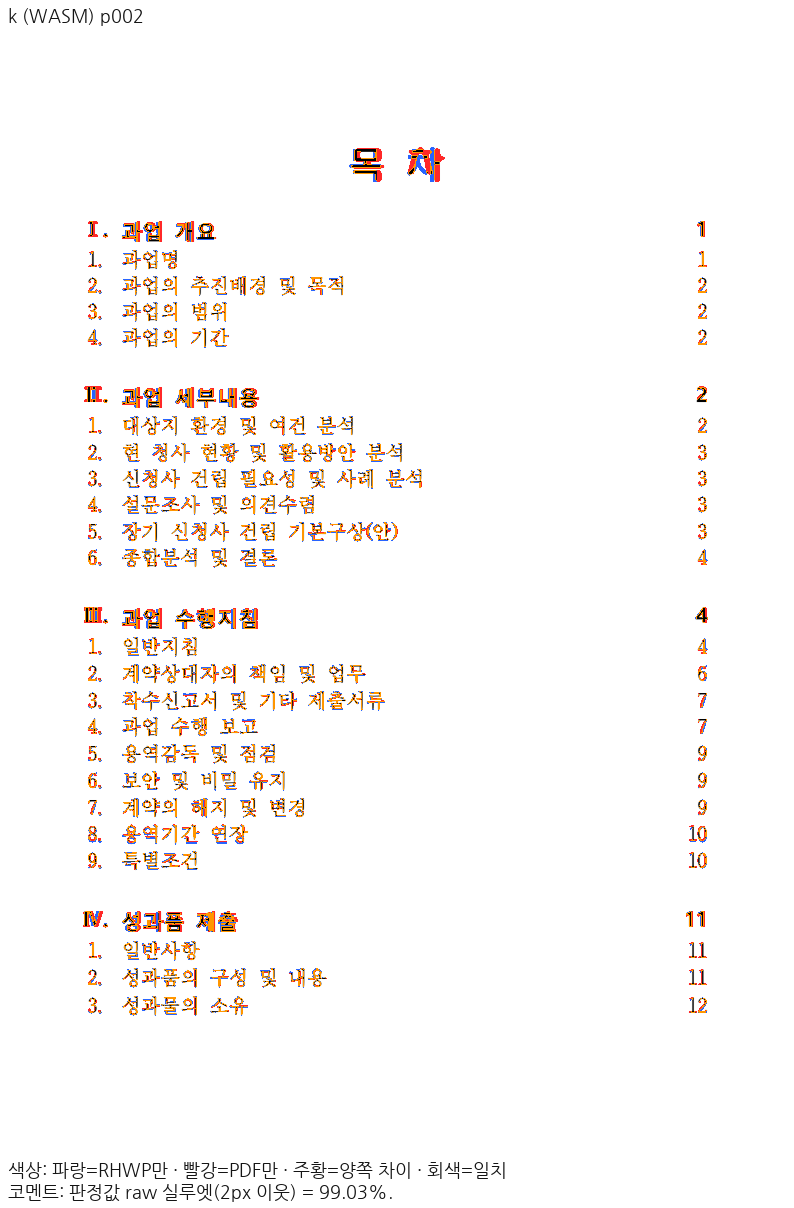 k (WASM) p002
목 차
Ⅰ. 과업 개요 1
1. 과업명 1
2. 과업의 추진배경 및 목적 2
3. 과업의 범위 2
4. 과업의 기간 2
Ⅱ. 과업 세부내용 2
1. 대상지 환경 및 여건 분석 2
2. 현 청사 현황 및 활용방안 분석 3
3. 신청사 건립 필요성 및 사례 분석 3
4. 설문조사 및 의견수렴 3
5. 장기 신청사 건립 기본구상(안) 3
6. 종합분석 및 결론 4
Ⅲ. 과업 수행지침 4
1. 일반지침 4
2. 계약상대자의 책임 및 업무 6
3. 착수신고서 및 기타 제출서류 7
4. 과업 수행 보고 7
5. 용역감독 및 점검 9
6. 보안 및 비밀 유지 9
7. 계약의 해지 및 변경 9
8. 용역기간 연장 10
9. 특별조건 10
Ⅳ. 성과품 제출 11
1. 일반사항 11
2. 성과품의 구성 및 내용 11
3. 성과물의 소유 12
색상: 파랑=RHWP만 · 빨강=PDF만 · 주황=양쪽 차이 · 회색=일치
코멘트: 판정값 raw 실루엣(2px 이웃) = 99.03%.